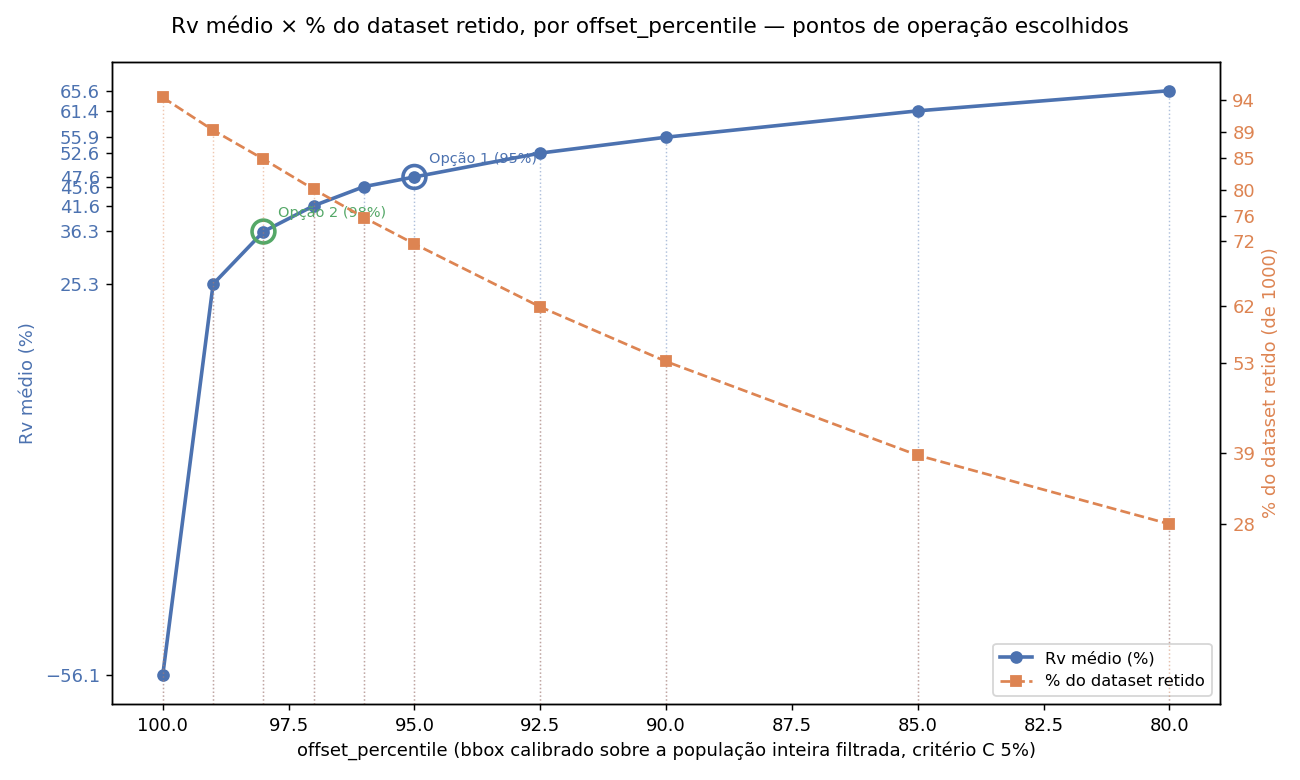 Rv médio × % do dataset retido, por offset_percentile — pontos de operação escolhidos
65.6
61.4
55.9
52.6
47.6
45.6
41.6
36.3
25.3
−56.1
Rv médio (%)
Opção 1 (95%)
Opção 2 (98%)
94
89
85
80
76
72
62
53
39
28
% do dataset retido (de 1000)
Rv médio (%)
% do dataset retido
100.0 97.5 95.0 92.5 90.0 87.5 85.0 82.5 80.0
offset_percentile (bbox calibrado sobre a população inteira filtrada, critério C 5%)